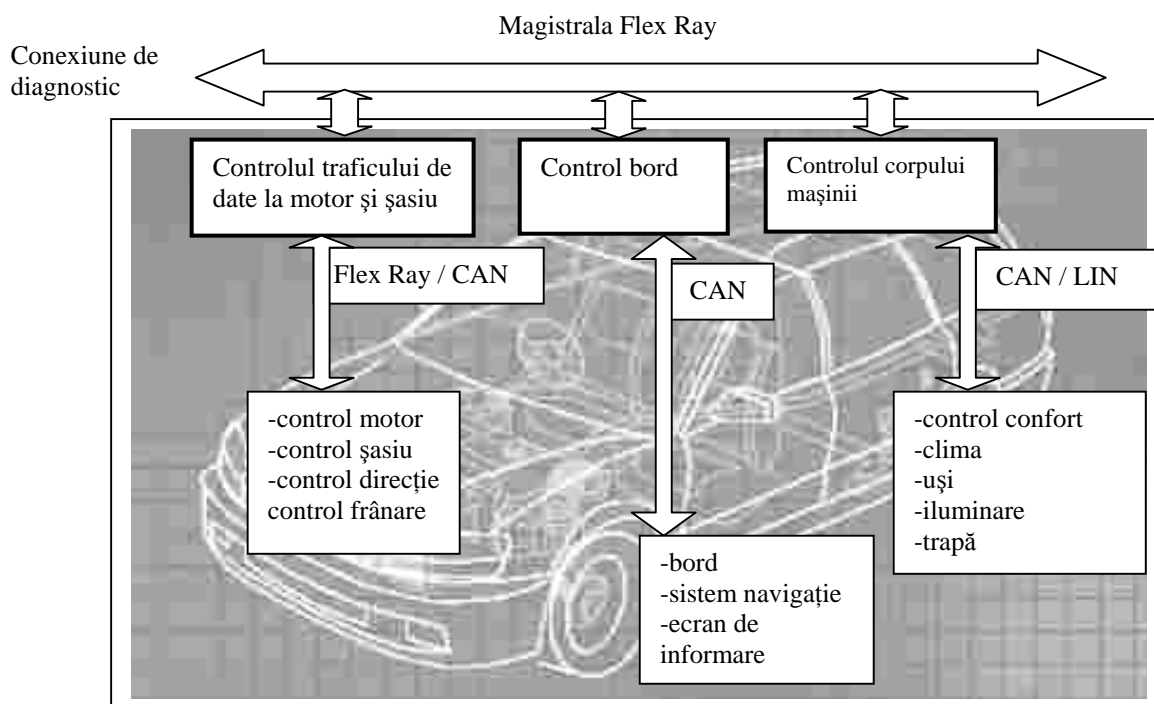 Magistrala Flex Ray
Conexiune de
diagnostic
Controlul traficului de
date la motor şi şasiu
Control bord
Controlul corpului
maşinii
Flex Ray / CAN
CAN
CAN / LIN
-control motor
-control şasiu
-control direcție
control frânare
-bord
-sistem navigație
-ecran de
informare
-control confort
-clima
-uşi
-iluminare
-trapă